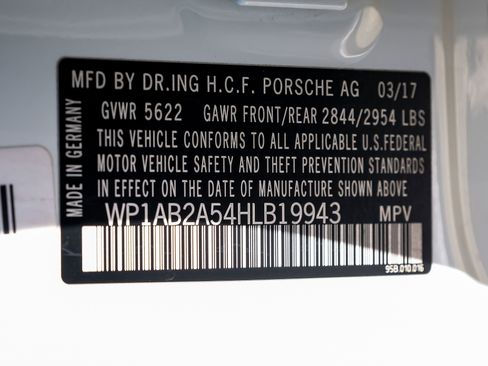 MFD BY DR.ING H.C.F. PORSCHE AG 03/17
GVWR 5622 GAWR FRONT/REAR 2844/2954 LBS
THIS VEHICLE CONFORMS TO ALL APPLICABLE U.S.FEDERAL
MOTOR VEHICLE SAFETY AND THEFT PREVENTION STANDARDS
IN EFFECT ON THE DATE OF MANUFACTURE SHOWN ABOVE
WP1AB2A54HLB19943 MPV
95B.010.016
MADE IN GERMANY